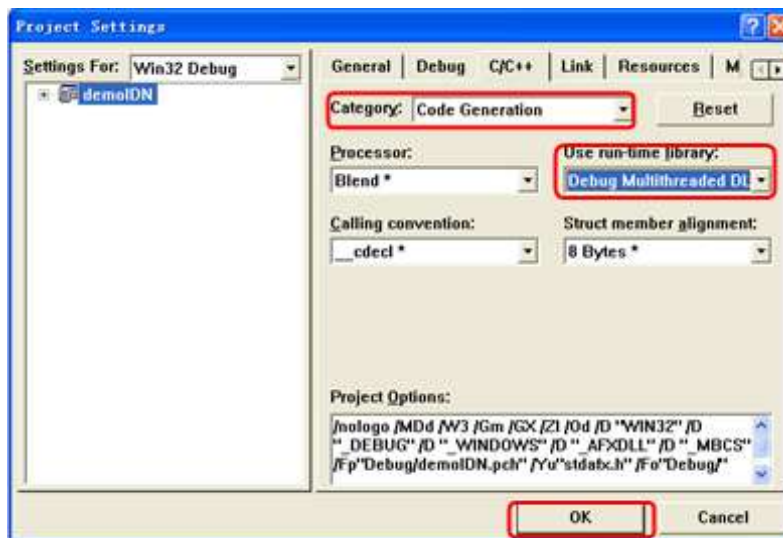 Project Settings
Settings For: Win32 Debug
demoIDN
General Debug C/C++ Link Resources M
Category: Code Generation
Reset
Processor:
Use run-time library:
Blend *
Debug Multithreaded DL
Calling convention:
Struct member alignment:
__cdecl *
8 Bytes *
Project Options:
/nologo /MDd /W3 /Gm /GX /ZI /Od /D "WIN32" /D
"_DEBUG" /D "_WINDOWS" /D "_AFXDLL" /D "_MBCS"
/Fp"Debug/demoIDN.pch" /Yu"stdafx.h" /Fo"Debug/"
OK
Cancel